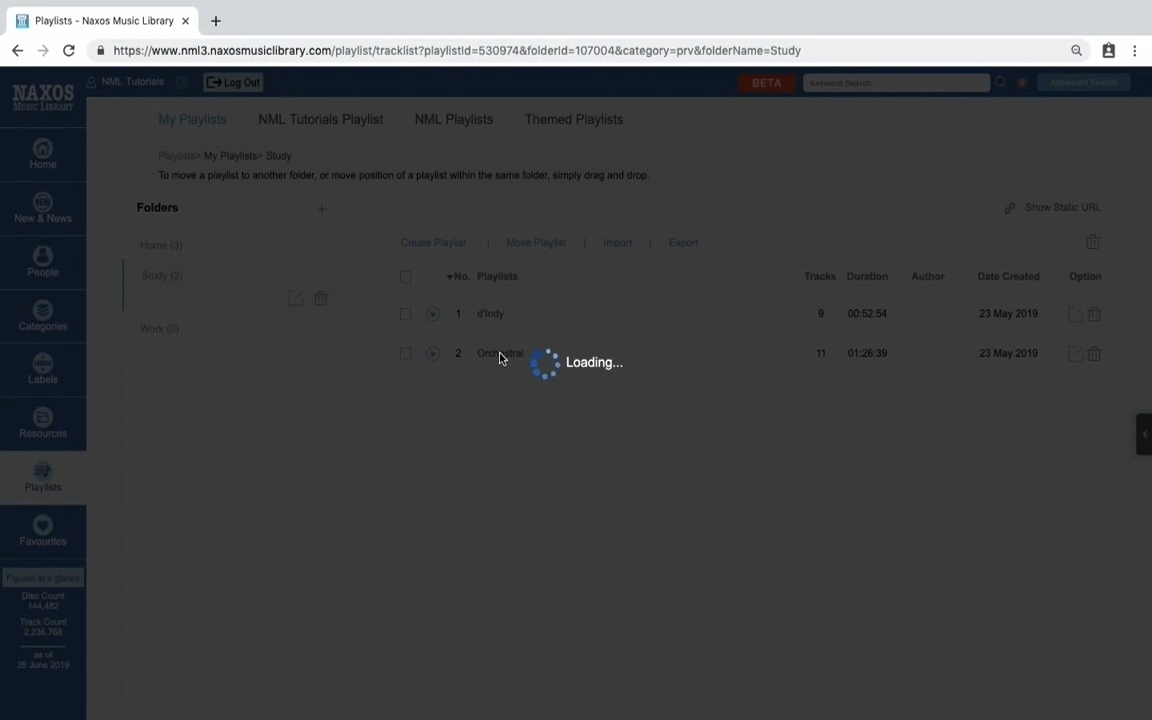 Playlists - Naxos Music Library
https://www.nml3.naxosmusiclibrary.com/playlist/tracklist?playlistId=530974&folderId=107004&category=prv&folderName=Study
NAXOS
MUSIC LIBRARY
NML Tutorials
Log Out
BETA
Keyword Search
Advanced Search
Home
New & News
People
Categories
Labels
Resources
Playlists
Favourites
Figures at a glance
Disc Count
144,482
Track Count
2,236,768
as of
25 June 2019
My Playlists
NML Tutorials Playlist
NML Playlists
Themed Playlists
Playlists> My Playlists> Study
To move a playlist to another folder, or move position of a playlist within the same folder, simply drag and drop.
Folders
Home (3)
Study (2)
Work (0)
Show Static URL
Create Playlist | Move Playlist | Import | Export
No. Playlists Tracks Duration Author Date Created Option
1 d'Indy 9 00:52:54 23 May 2019
2 Orchestral 11 01:26:39 23 May 2019
Loading...